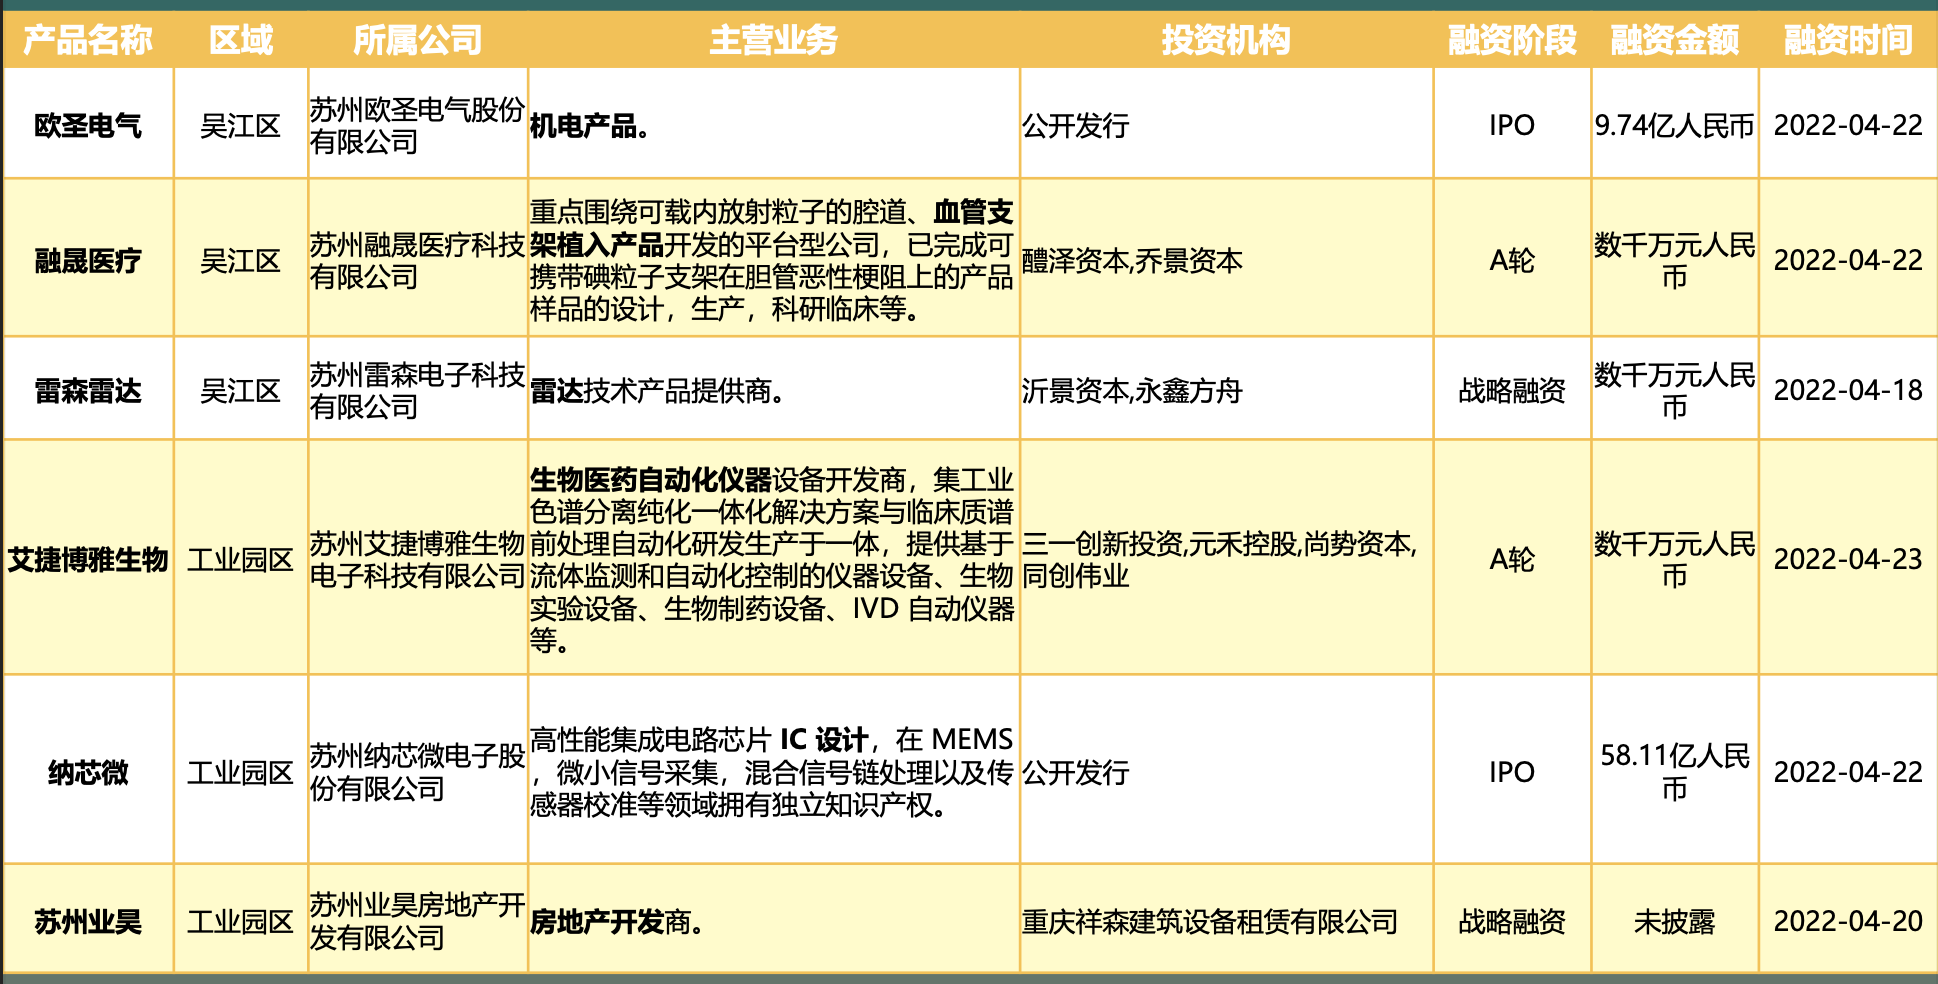 产品名称 区域 所属公司 主营业务 投资机构 融资阶段 融资金额 融资时间
欧圣电气 吴江区 苏州欧圣电气股份
有限公司 机电产品。 公开发行 IPO 9.74亿人民币 2022-04-22
融晟医疗 吴江区 苏州融晟医疗科技
有限公司 重点围绕可载内放射粒子的腔道、血管支
架植入产品开发的平台型公司，已完成可
携带碘粒子支架在胆管恶性梗阻上的产品
样品的设计，生产，科研临床等。 醴泽资本,乔景资本 A轮 数千万元人民
币 2022-04-22
雷森雷达 吴江区 苏州雷森电子科技
有限公司 雷达技术产品提供商。 沂景资本,永鑫方舟 战略融资 数千万元人民
币 2022-04-18
艾捷博雅生物 工业园区 苏州艾捷博雅生物
电子科技有限公司 生物医药自动化仪器设备开发商，集工业
色谱分离纯化一体化解决方案与临床质谱
前处理自动化研发生产于一体，提供基于
流体监测和自动化控制的仪器设备、生物
实验设备、生物制药设备、IVD 自动仪器
等。 三一创新投资,元禾控股,尚势资本,
同创伟业 A轮 数千万元人民
币 2022-04-23
纳芯微 工业园区 苏州纳芯微电子股
份有限公司 高性能集成电路芯片 IC 设计，在 MEMS
，微小信号采集，混合信号链处理以及传
感器校准等领域拥有独立知识产权。 公开发行 IPO 58.11亿人民
币 2022-04-22
苏州业昊 工业园区 苏州业昊房地产开
发有限公司 房地产开发商。 重庆祥森建筑设备租赁有限公司 战略融资 未披露 2022-04-20